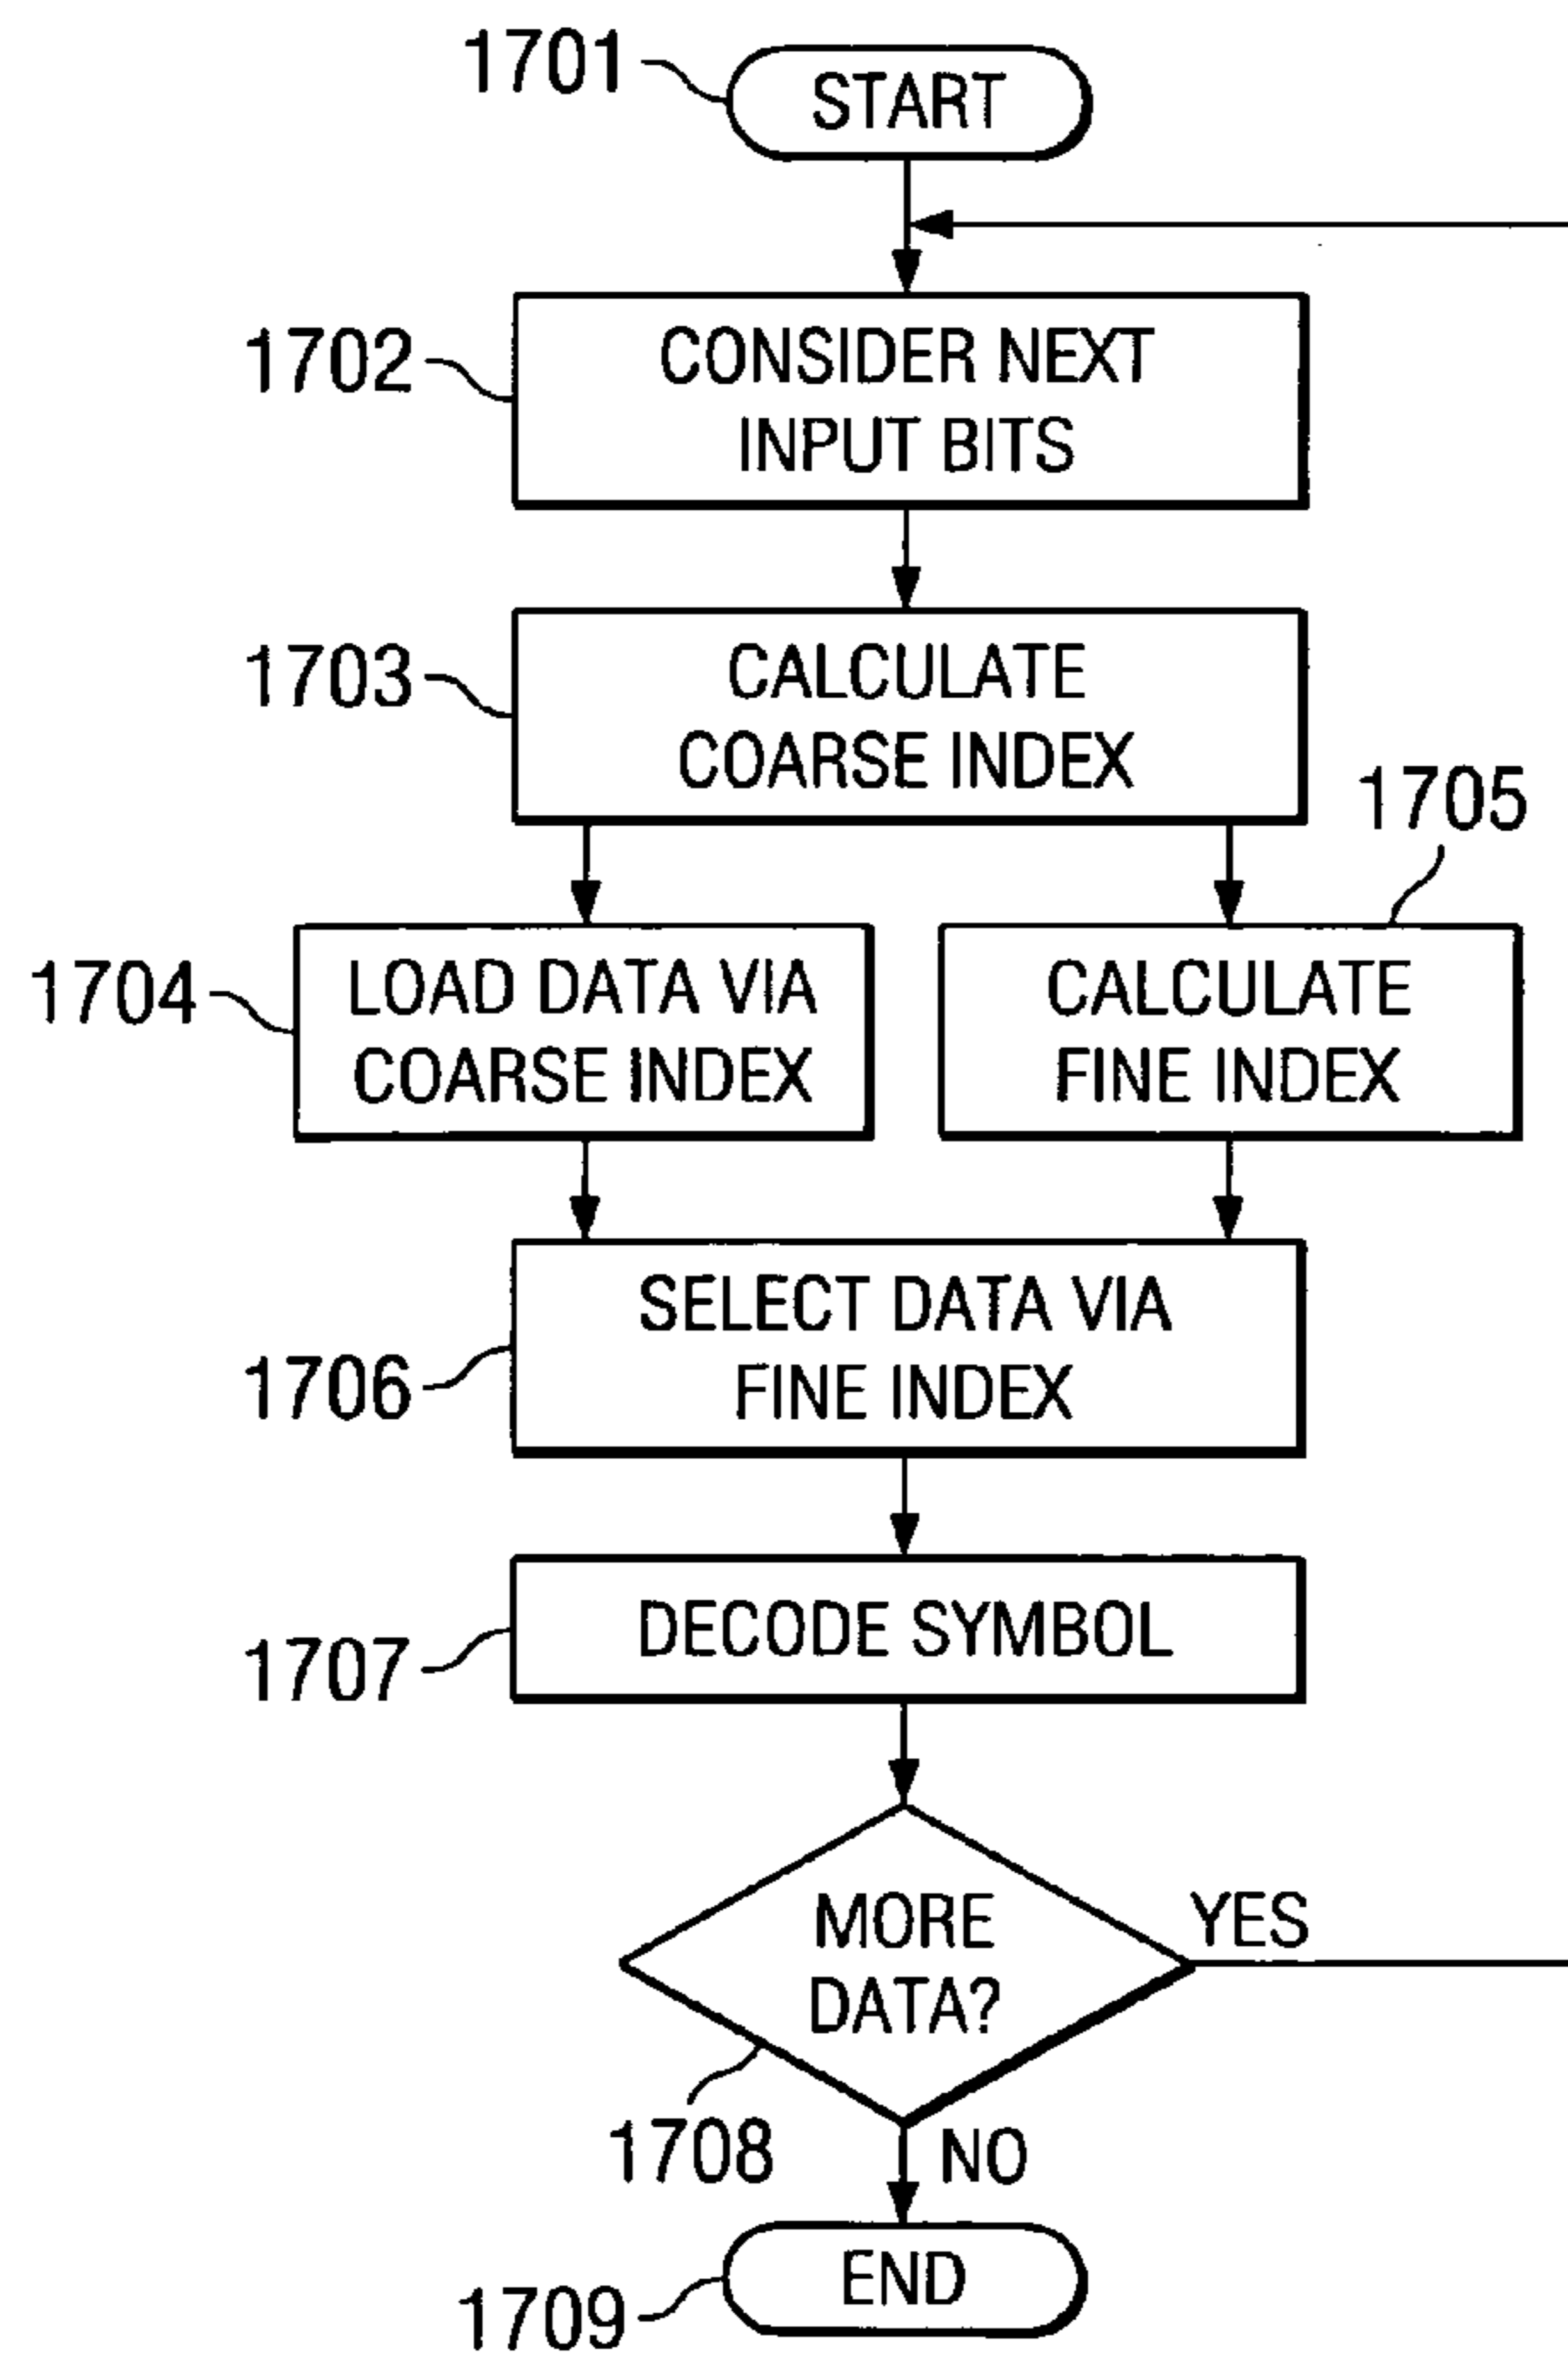 1701
START
1702
CONSIDER NEXT
INPUT BITS
1703
CALCULATE
COARSE INDEX
1704
LOAD DATA VIA
COARSE INDEX
1705
CALCULATE
FINE INDEX
1706
SELECT DATA VIA
FINE INDEX
1707
DECODE SYMBOL
MORE
DATA?
YES
1708
NO
1709
END